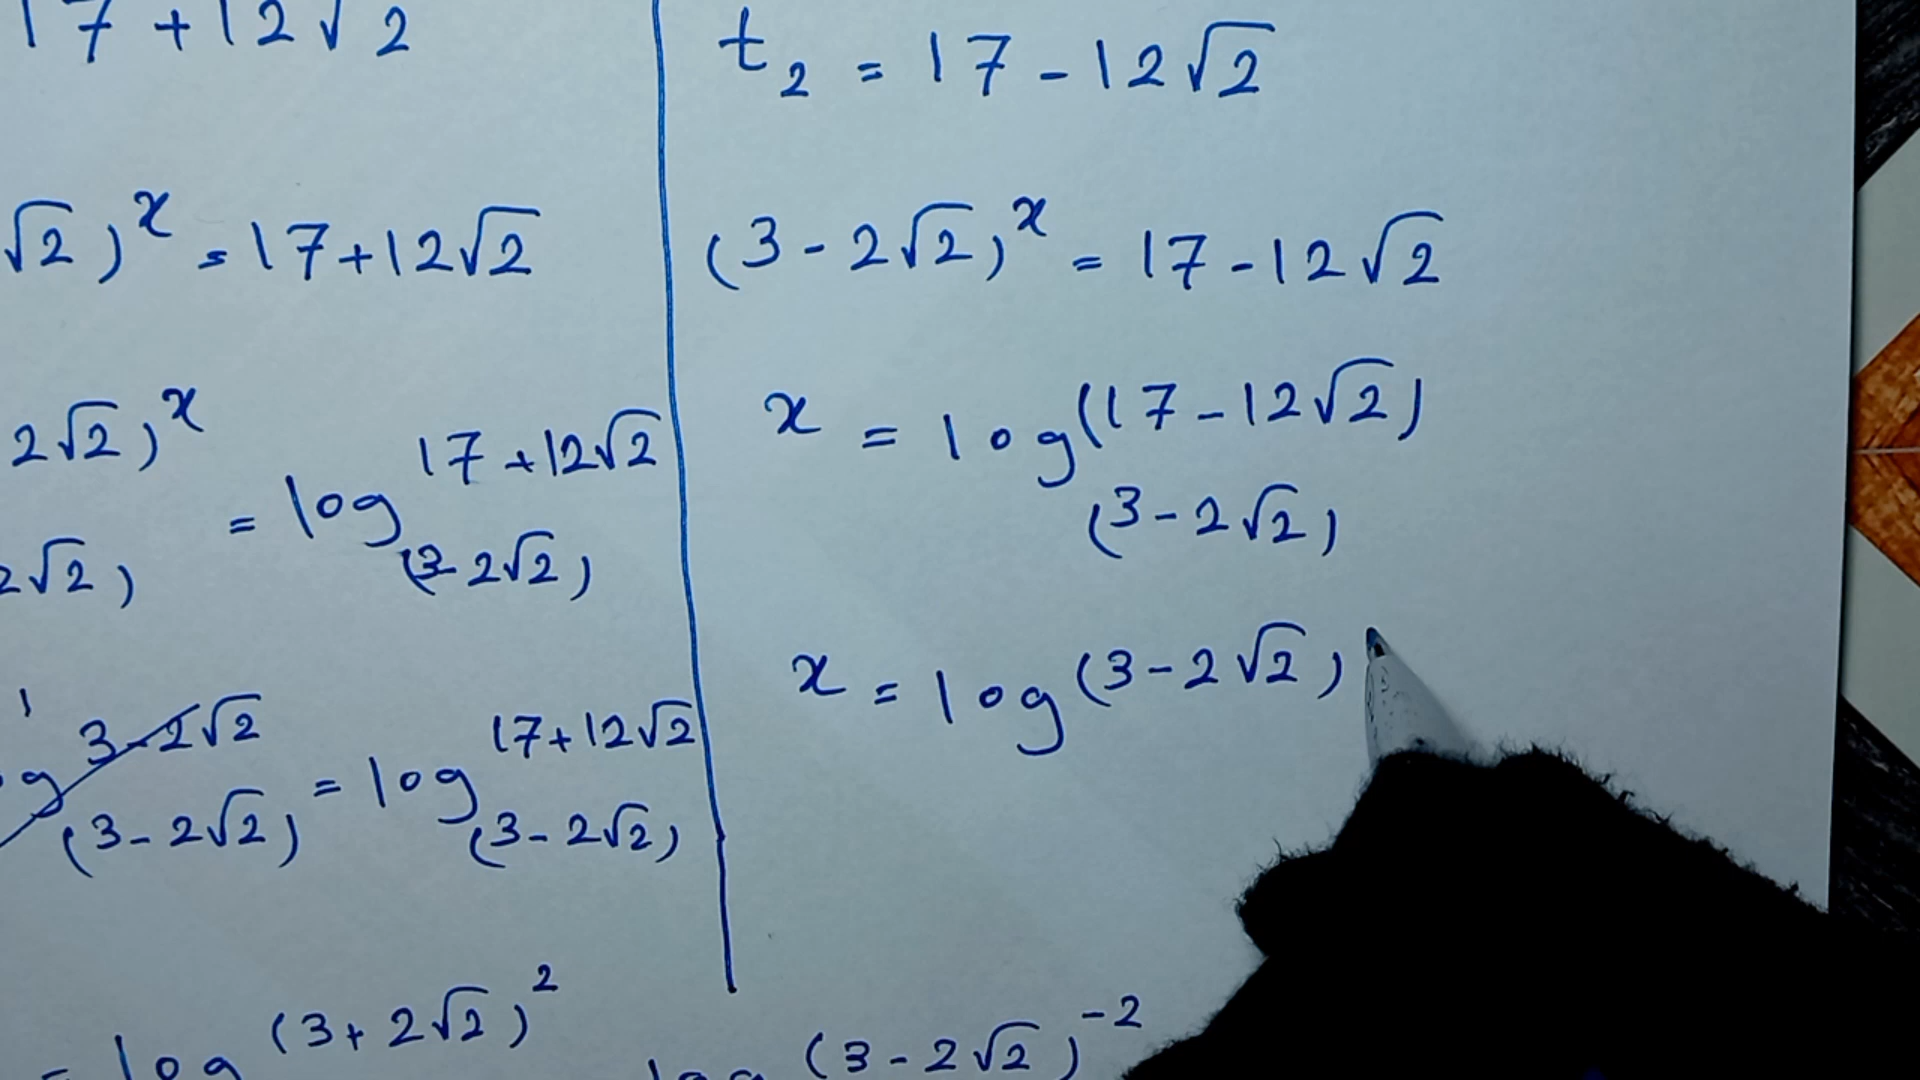 17 + 12√2
√2)ˣ = 17 + 12√2
2√2)ˣ = log 17 + 12√2
2√2) (3 - 2√2)
1
og 3 - 2√2 = log 17 + 12√2
(3 - 2√2) (3 - 2√2)
= log (3 + 2√2)²
t₂ = 17 - 12√2
(3 - 2√2)ˣ = 17 - 12√2
x = log (17 - 12√2)
(3 - 2√2)
x = log (3 - 2√2)
log (3 - 2√2)⁻²